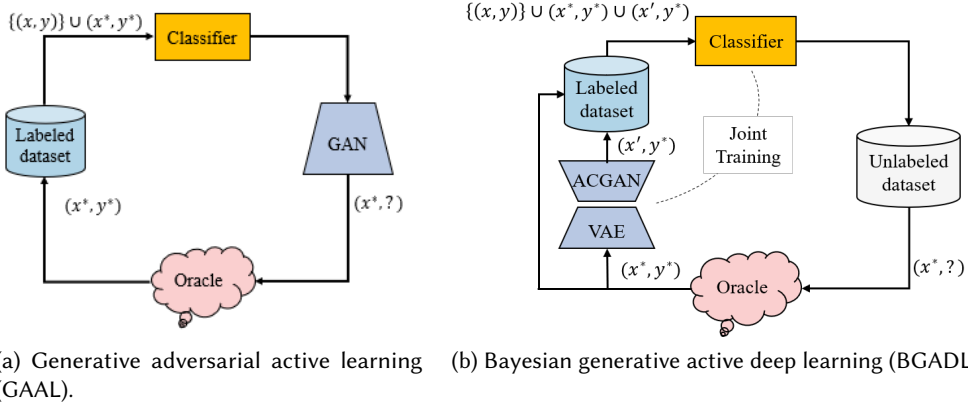 {(x, y)} ∪ (x*, y*)
Classifier
Labeled
dataset
GAN
(x*, y*)
(x*, ?)
Oracle
(a) Generative adversarial active learning
(GAAL).
{(x, y)} ∪ (x*, y*) ∪ (x′, y*)
Classifier
Labeled
dataset
(x′, y*)
Joint
Training
Unlabeled
dataset
ACGAN
VAE
(x*, y*)
(x*, ?)
Oracle
(b) Bayesian generative active deep learning (BGADL